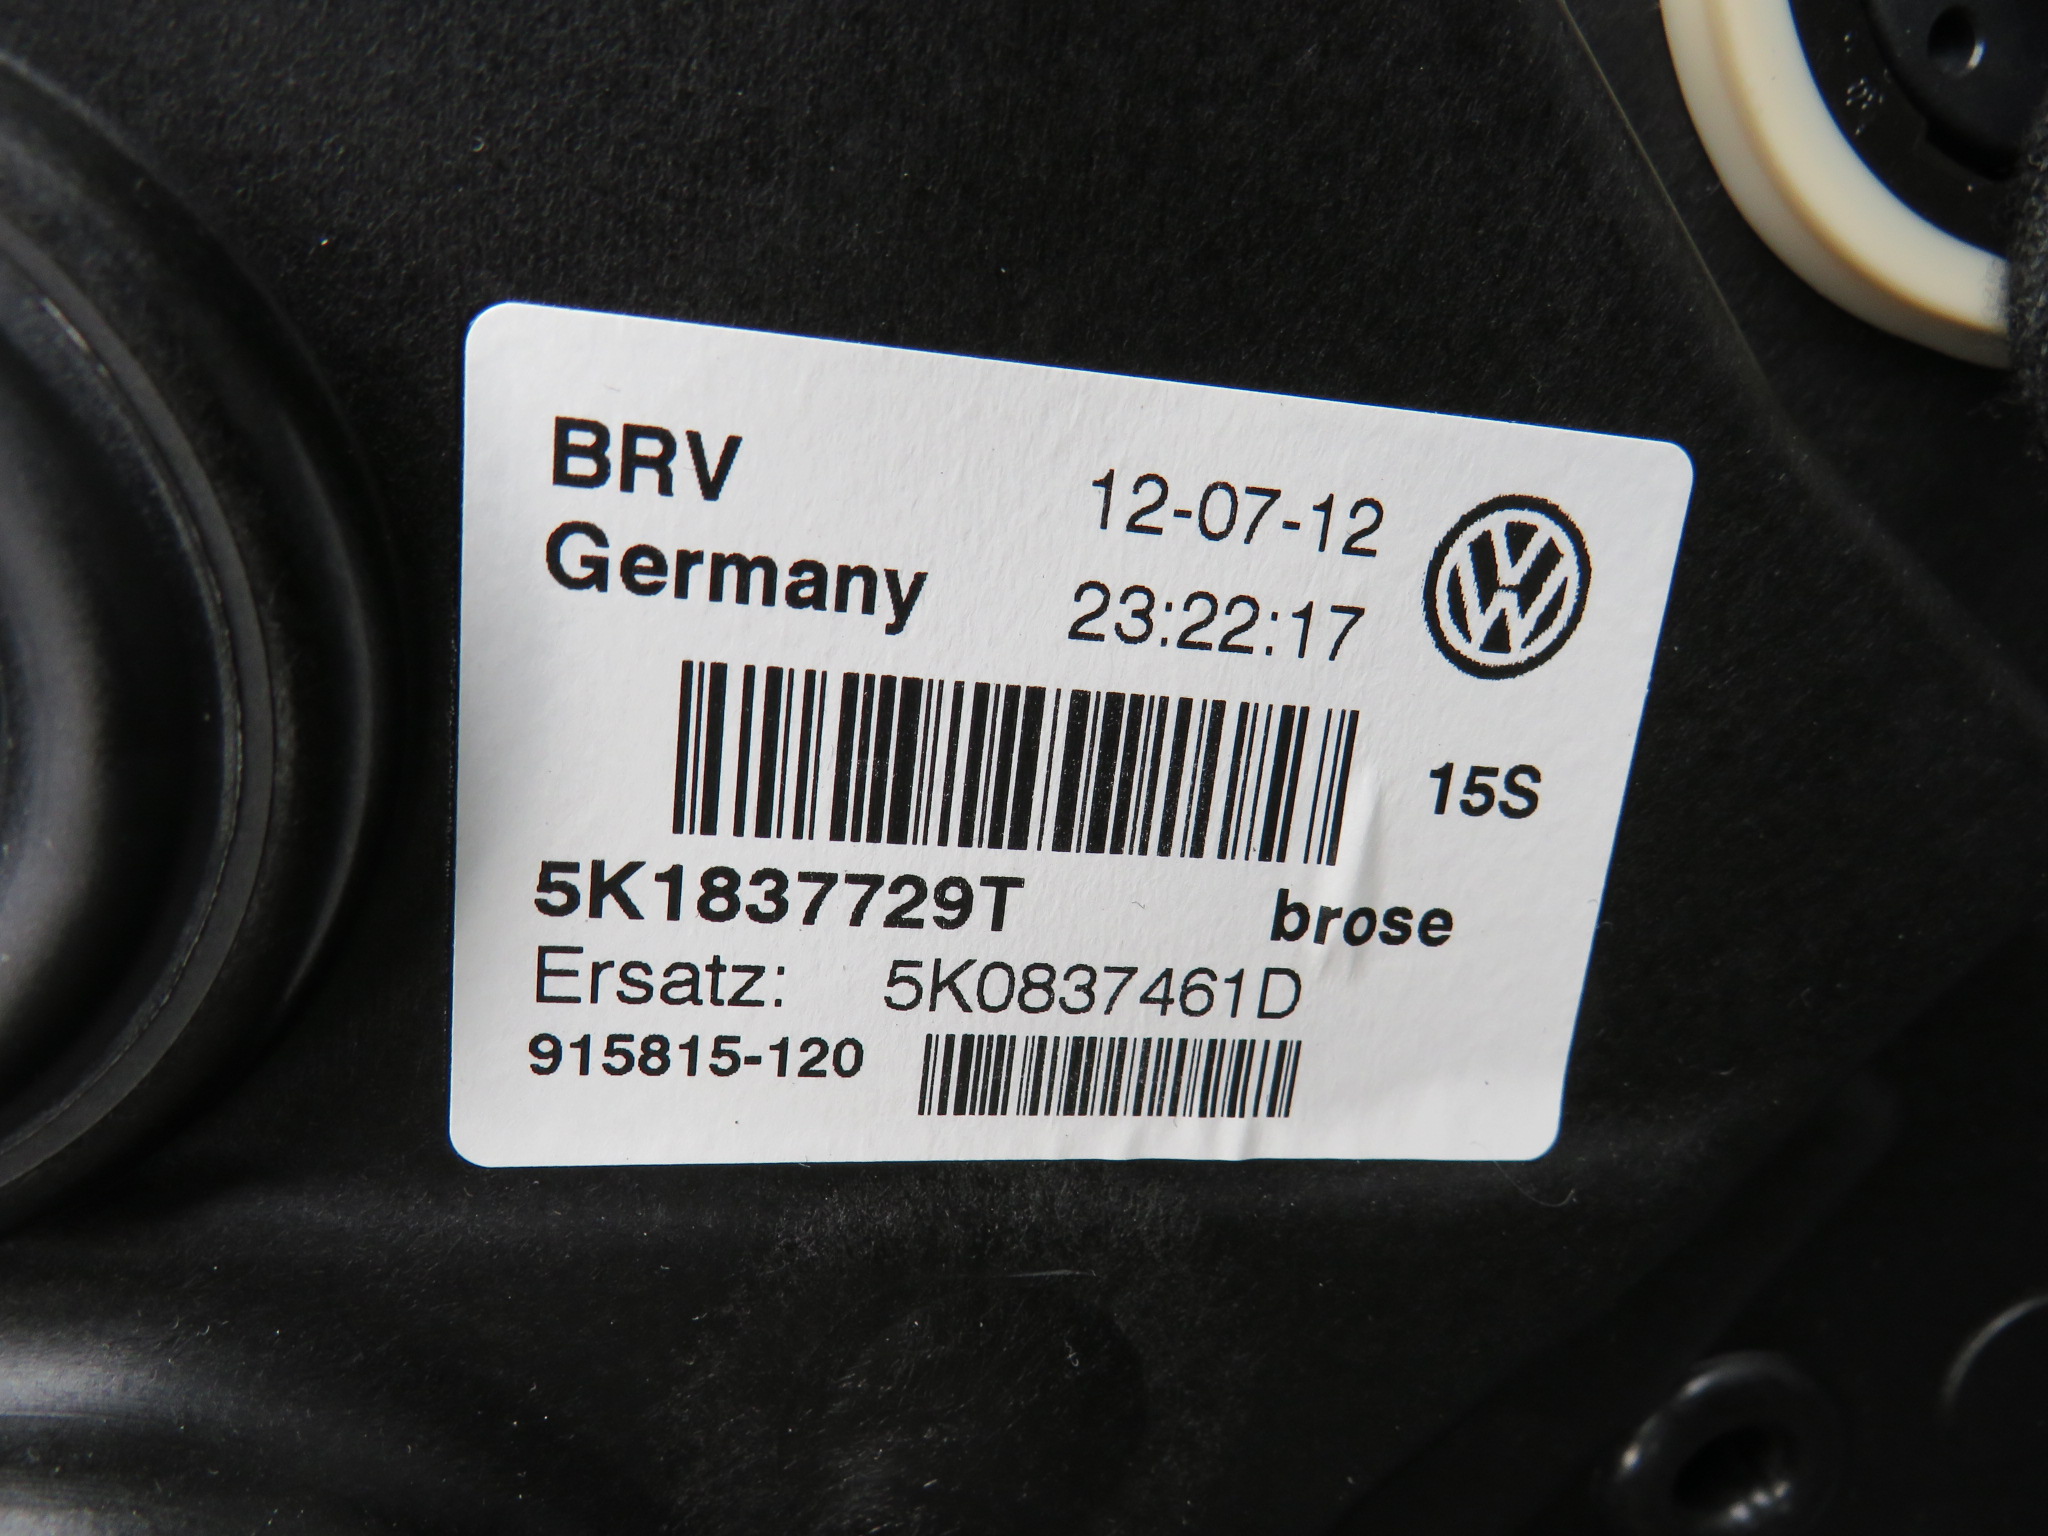 BRV
12-07-12
Germany
23:22:17
15S
5K1837729T
brose
Ersatz: 5K0837461D
915815-120